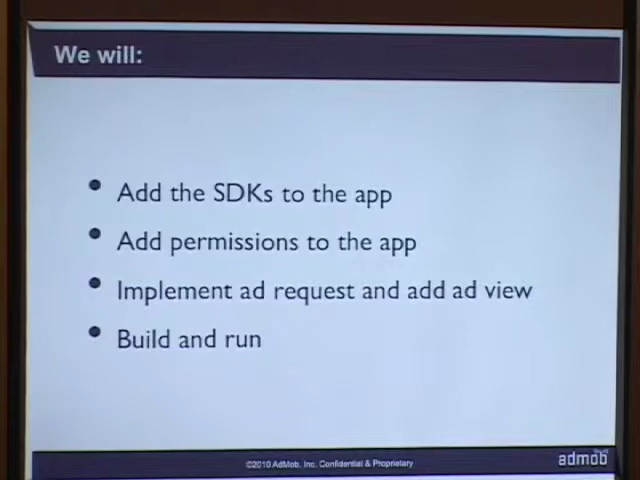 We will:
Add the SDKs to the app
Add permissions to the app
Implement ad request and add ad view
Build and run
©2010 AdMob, Inc. Confidential & Proprietary
admob